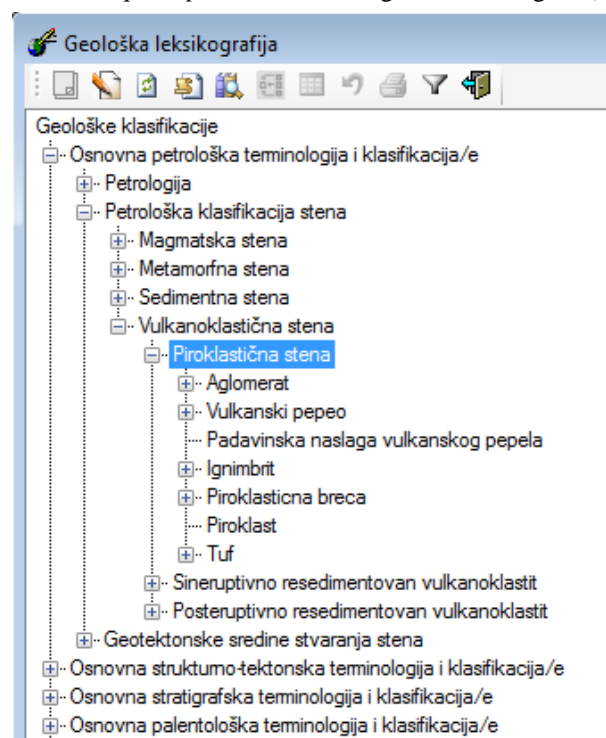 Geološka leksikografija
Geološke klasifikacije
Osnovna petrološka terminologija i klasifikacija/e
Petrologija
Petrološka klasifikacija stena
Magmatska stena
Metamorfna stena
Sedimentna stena
Vulkanoklastična stena
Piroklastična stena
Aglomerat
Vulkanski pepeo
Padavinska naslaga vulkanskog pepela
Ignimbrit
Piroklasticna breca
Piroklast
Tuf
Sineruptivno resedimentovan vulkanoklastit
Posteruptivno resedimentovan vulkanoklastit
Geotektonske sredine stvaranja stena
Osnovna strukturno-tektonska terminologija i klasifikacija/e
Osnovna stratigrafska terminologija i klasifikacija/e
Osnovna palentološka terminologija i klasifikacija/e